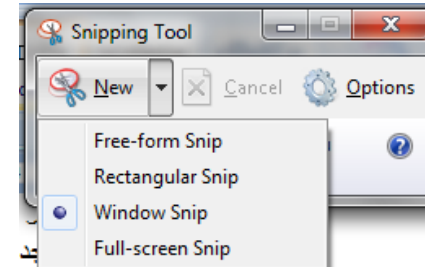 Snipping Tool
New Cancel Options
Free-form Snip
Rectangular Snip
Window Snip
Full-screen Snip